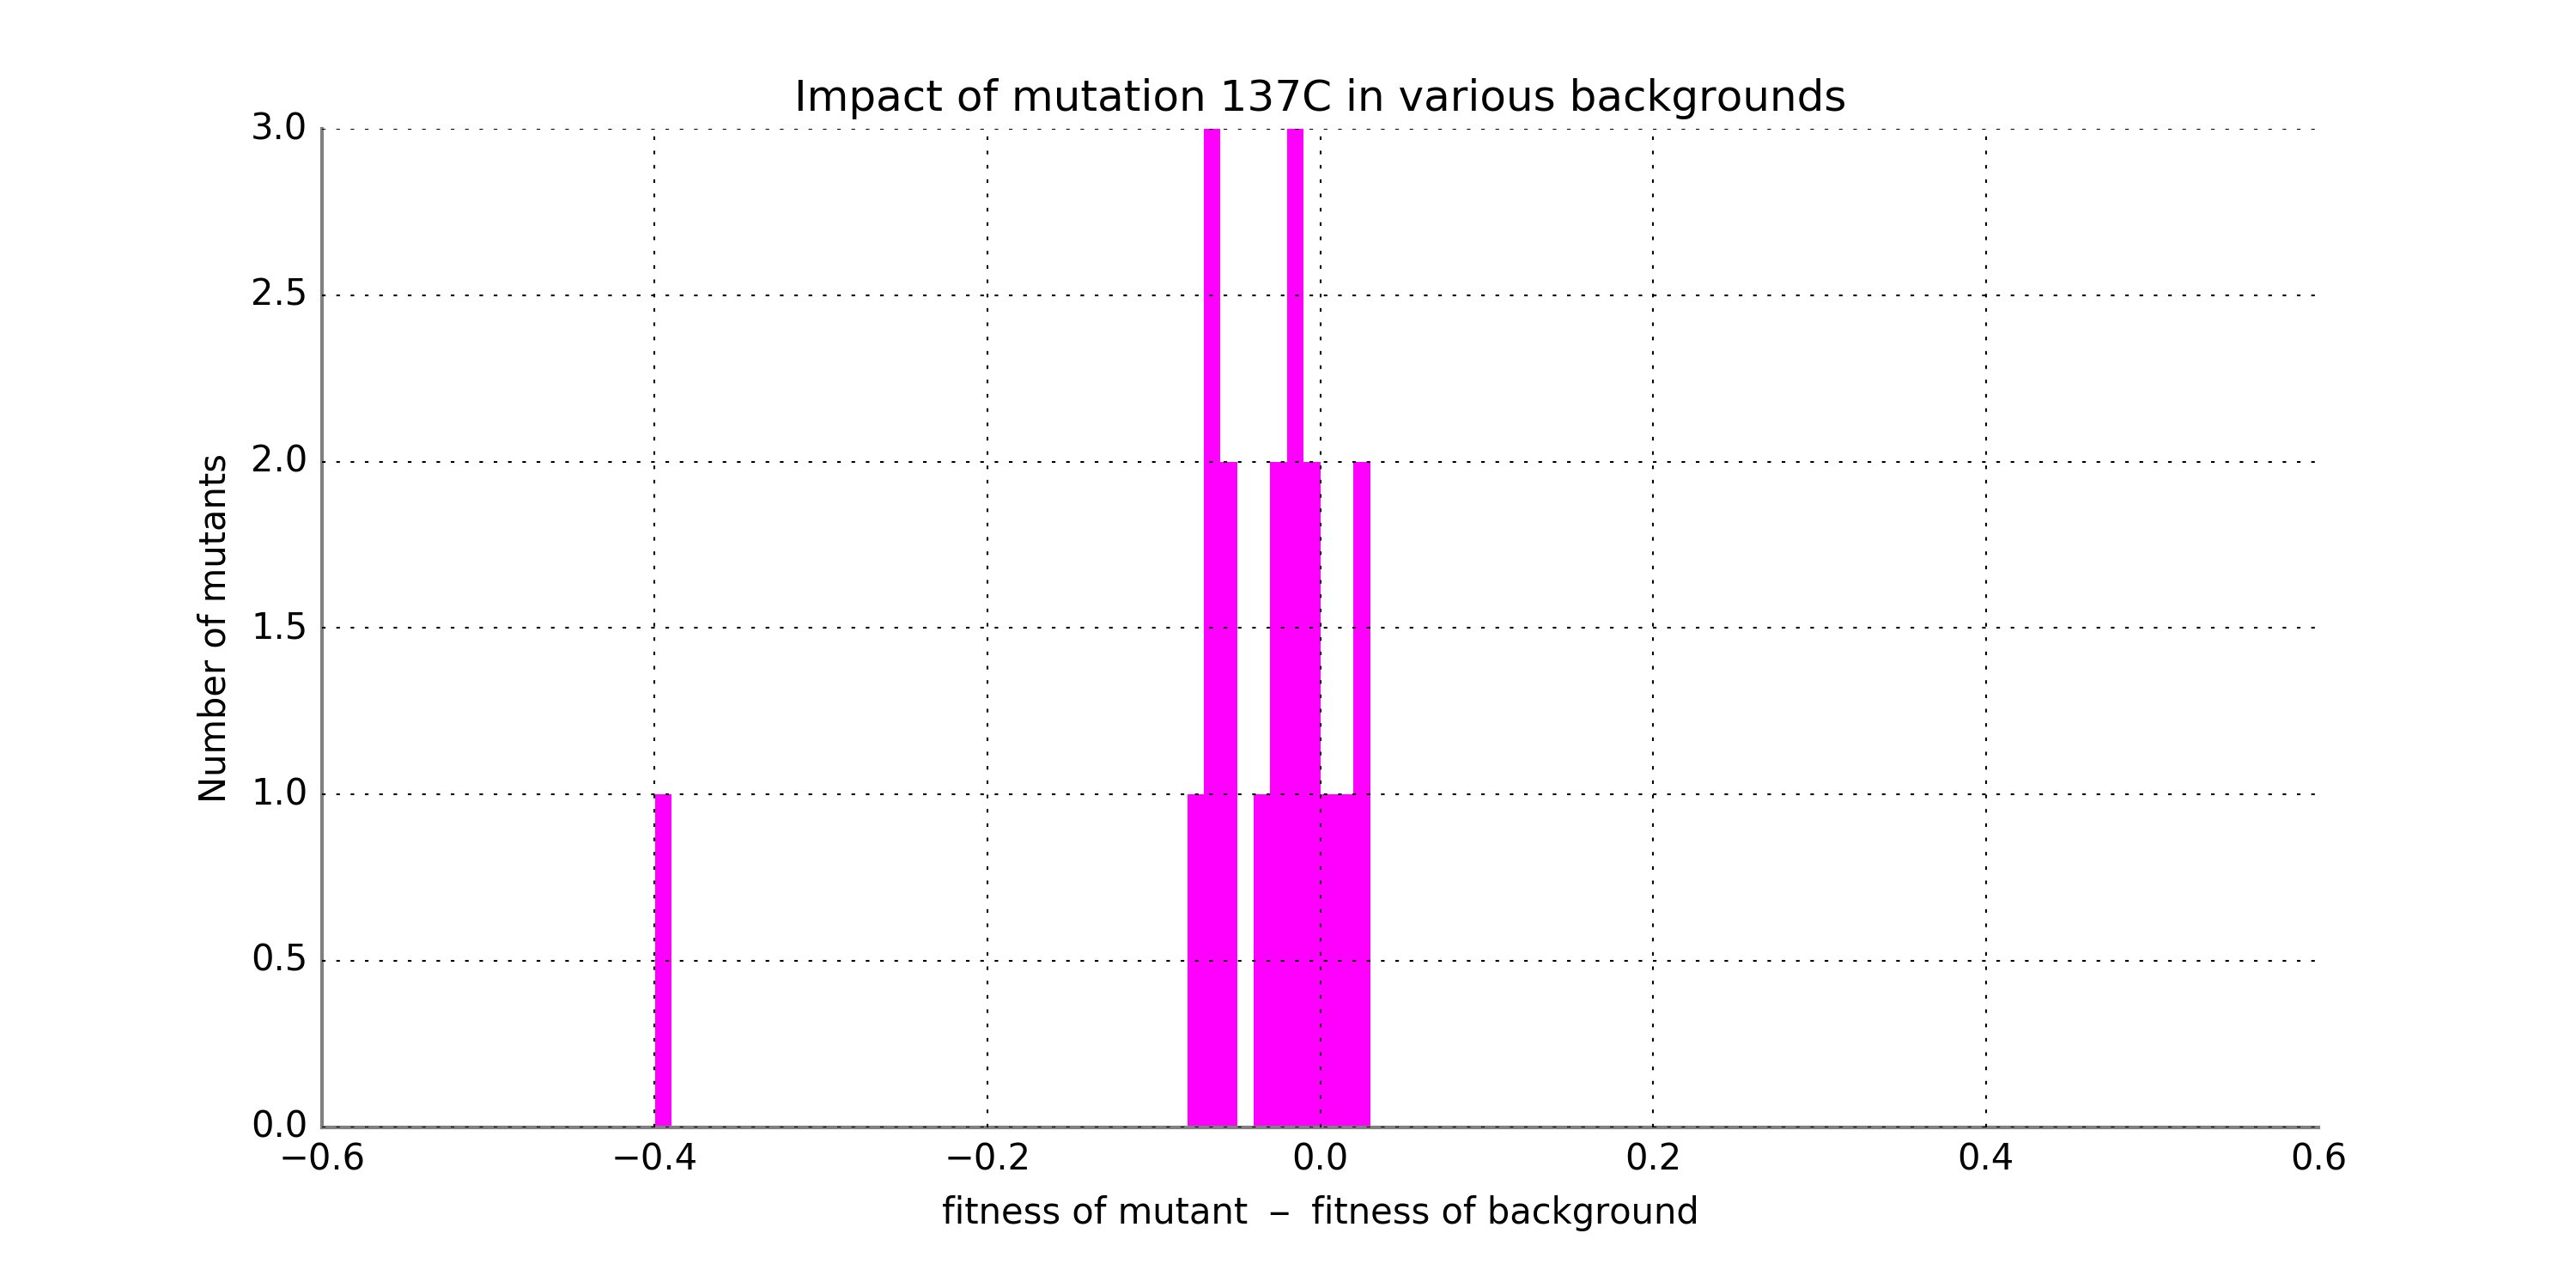 Impact of mutation 137C in various backgrounds
3.0
2.5
2.0
1.5
1.0
0.5
0.0
Number of mutants
−0.6 −0.4 −0.2 0.0 0.2 0.4 0.6
fitness of mutant − fitness of background